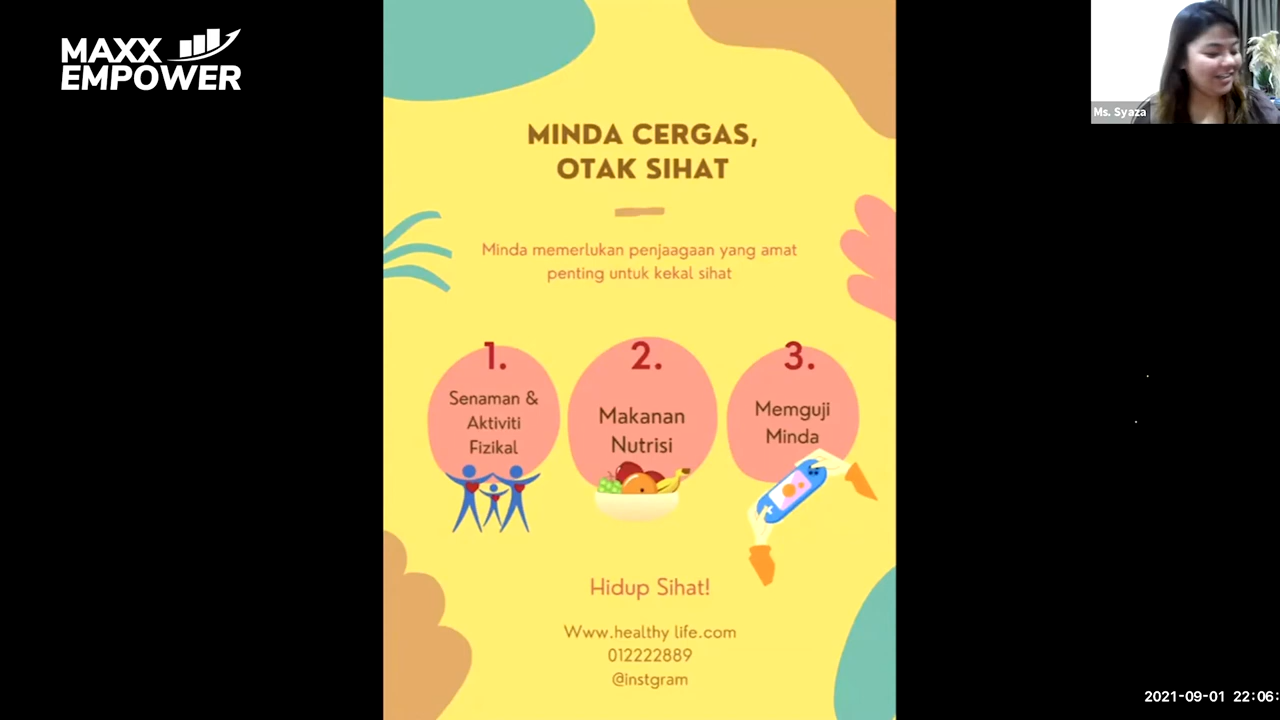 MAXX
EMPOWER
Ms. Syaza
MINDA CERGAS,
OTAK SIHAT
Minda memerlukan penjaagaan yang amat
penting untuk kekal sihat
1.
Senaman &
Aktiviti
Fizikal
2.
Makanan
Nutrisi
3.
Memguji
Minda
Hidup Sihat!
Www.healthy life.com
012222889
@instgram
2021-09-01 22:06: